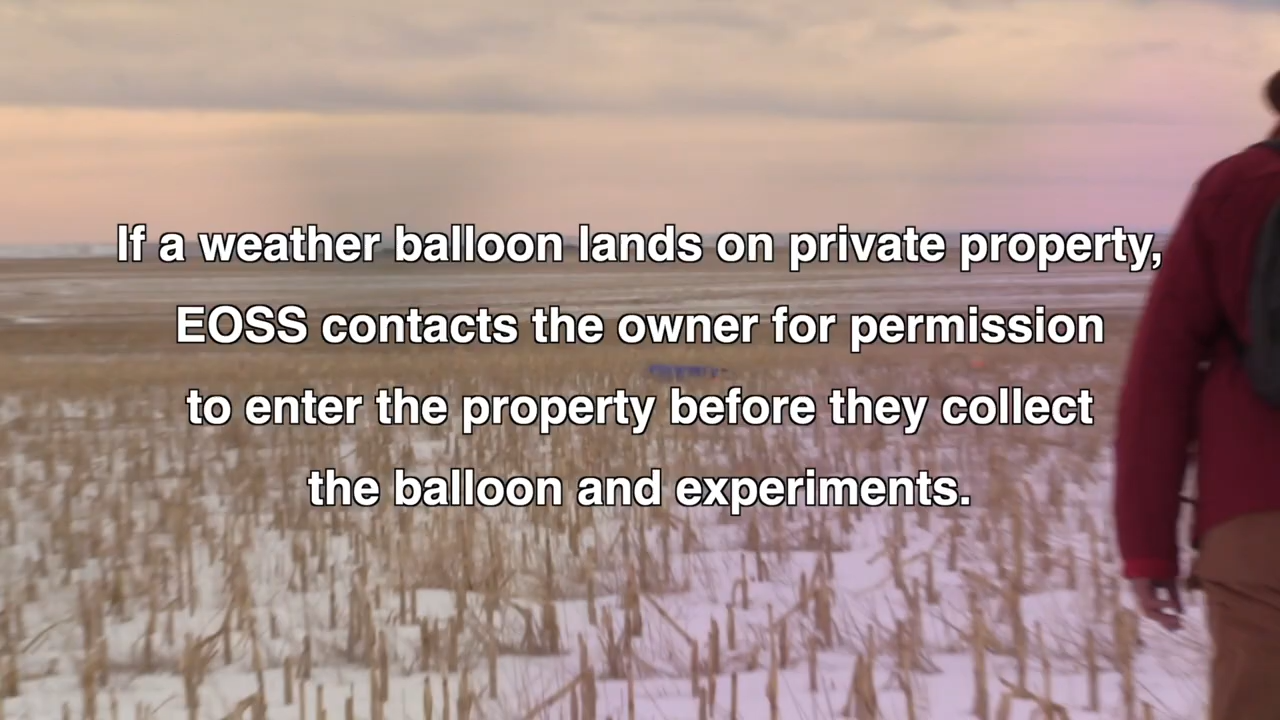 If a weather balloon lands on private property,
EOSS contacts the owner for permission
to enter the property before they collect
the balloon and experiments.